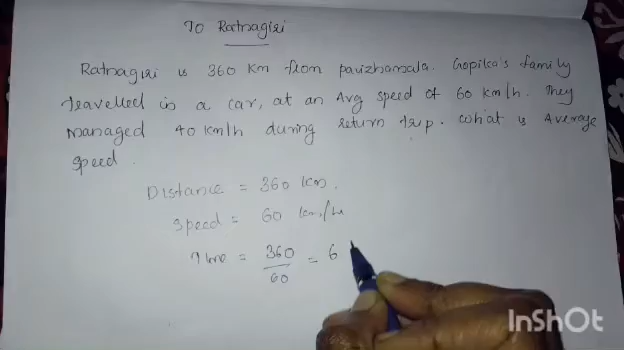 To Ratnagiri
Ratnagiri is 360 Km from pavizhamala. Gopika's family
travelled in a car, at an Avg speed of 60 km/h. They
managed 40 km/h during return trip. What is Average
speed.
Distance = 360 km.
Speed = 60 km/hr
Time = 360/60 = 6
InShOt